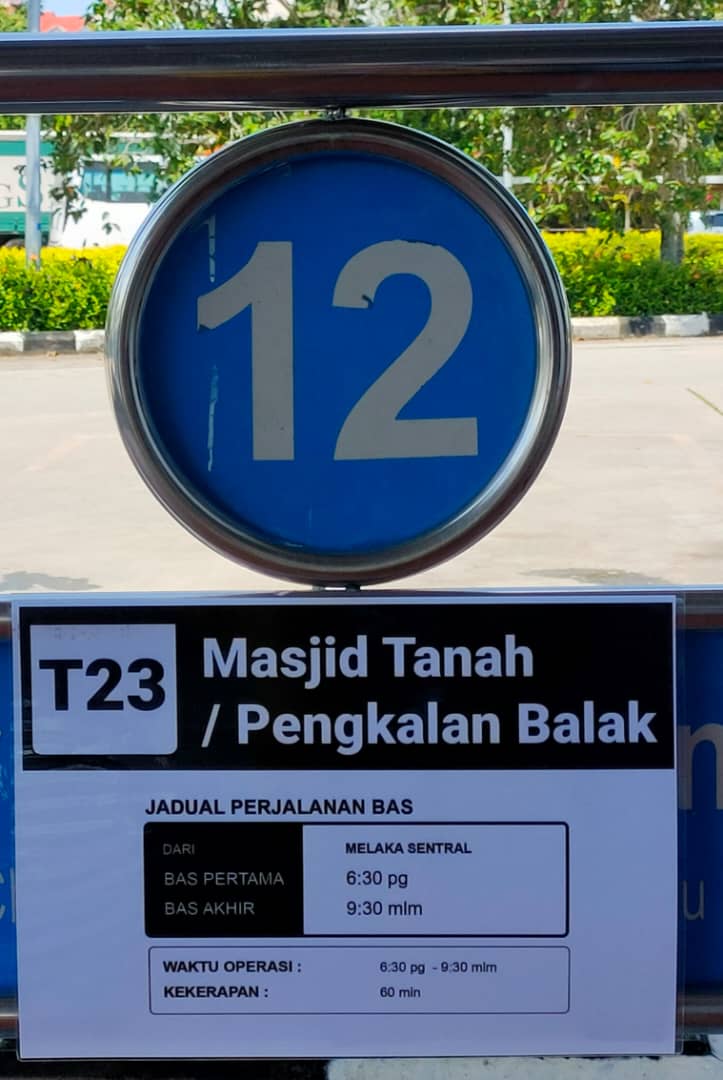 12
T23
Masjid Tanah
/ Pengkalan Balak
JADUAL PERJALANAN BAS
DARI MELAKA SENTRAL
BAS PERTAMA 6:30 pg
BAS AKHIR 9:30 mlm
WAKTU OPERASI : 6:30 pg - 9:30 mlm
KEKERAPAN : 60 min